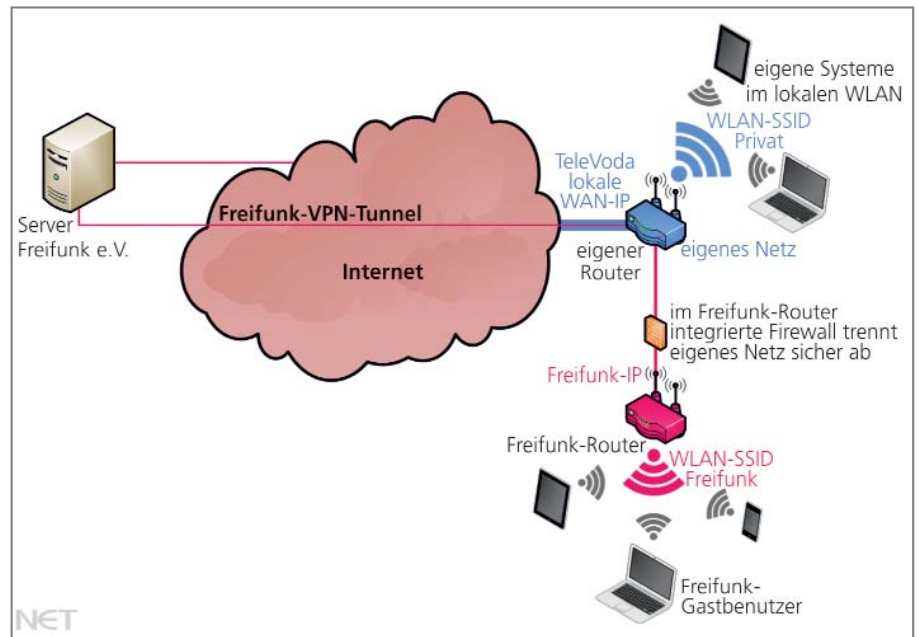 eigene Systeme
im lokalen WLAN
WLAN-SSID
Privat
TeleVoda
lokale
WAN-IP
Freifunk-VPN-Tunnel
Server
Freifunk e.V.
Internet
eigener
Router
eigenes Netz
im Freifunk-Router
integrierte Firewall trennt
eigenes Netz sicher ab
Freifunk-IP
Freifunk-Router
WLAN-SSID
Freifunk
Freifunk-
Gastbenutzer
NET